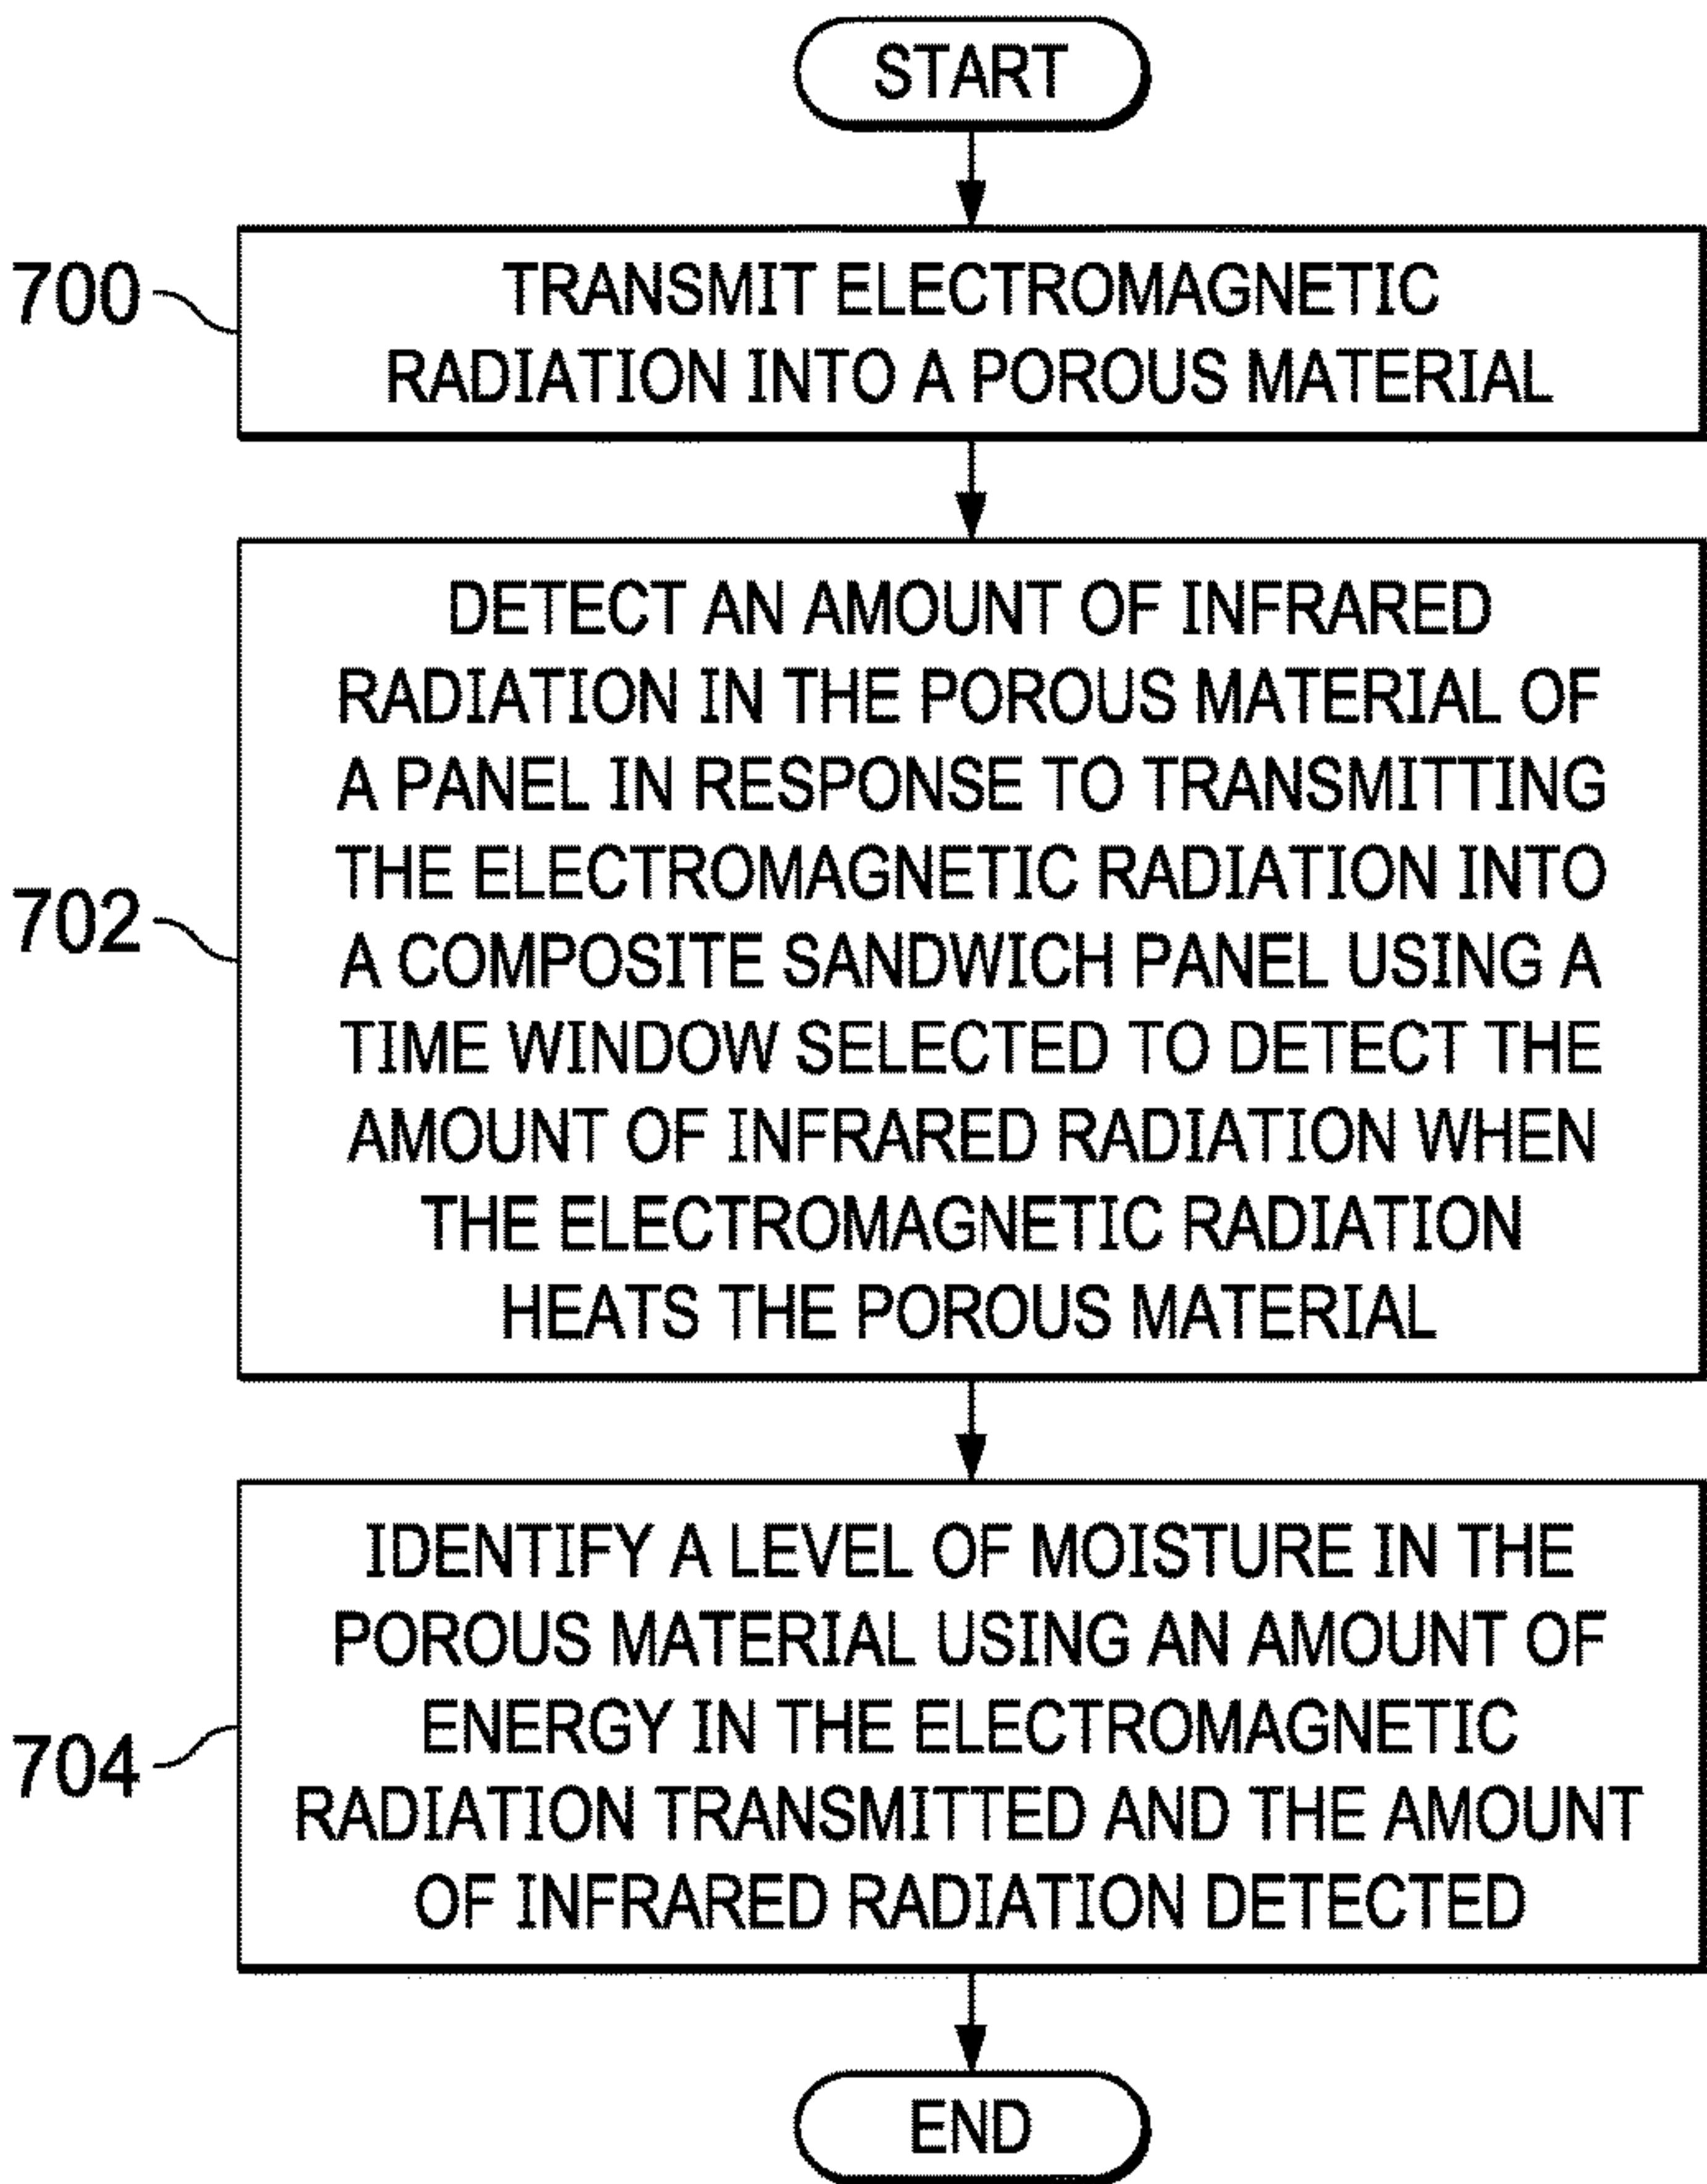 START
700
TRANSMIT ELECTROMAGNETIC
RADIATION INTO A POROUS MATERIAL
702
DETECT AN AMOUNT OF INFRARED
RADIATION IN THE POROUS MATERIAL OF
A PANEL IN RESPONSE TO TRANSMITTING
THE ELECTROMAGNETIC RADIATION INTO
A COMPOSITE SANDWICH PANEL USING A
TIME WINDOW SELECTED TO DETECT THE
AMOUNT OF INFRARED RADIATION WHEN
THE ELECTROMAGNETIC RADIATION
HEATS THE POROUS MATERIAL
704
IDENTIFY A LEVEL OF MOISTURE IN THE
POROUS MATERIAL USING AN AMOUNT OF
ENERGY IN THE ELECTROMAGNETIC
RADIATION TRANSMITTED AND THE AMOUNT
OF INFRARED RADIATION DETECTED
END